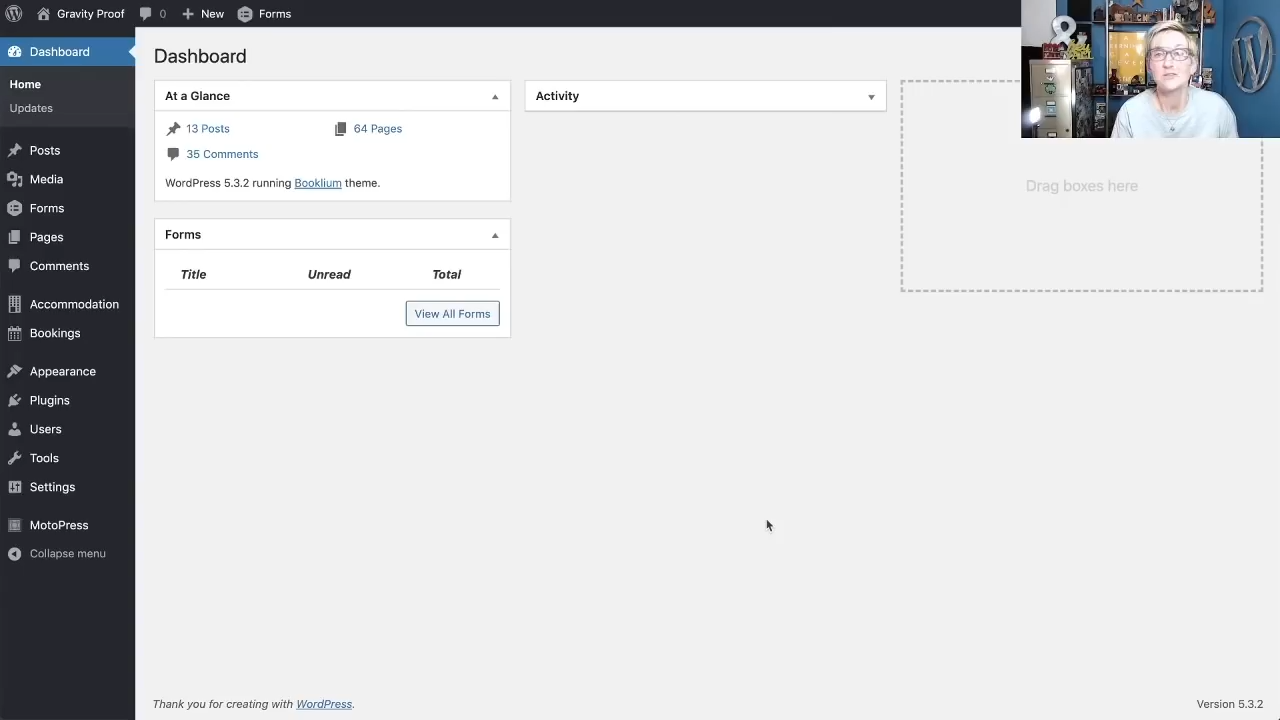 Gravity Proof 0 New Forms
Dashboard
Home
Updates
Posts
Media
Forms
Pages
Comments
Accommodation
Bookings
Appearance
Plugins
Users
Tools
Settings
MotoPress
Collapse menu
Dashboard
At a Glance
13 Posts 64 Pages
35 Comments
WordPress 5.3.2 running Booklium theme.
Forms
Title Unread Total
View All Forms
Activity
Drag boxes here
Thank you for creating with WordPress.
Version 5.3.2